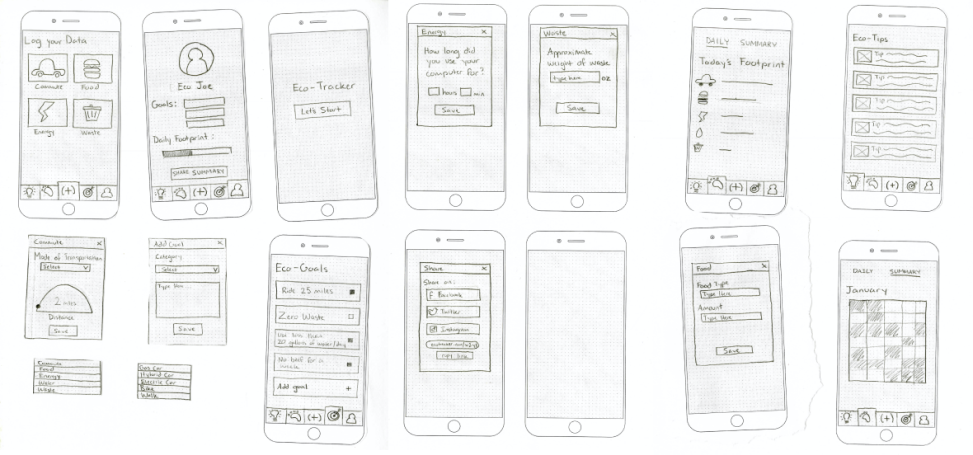 Log your Data
Commute
Food
Energy
Waste
(+)
Eco Joe
Goals:
Daily Footprint:
SHARE SUMMARY
(+)
Eco-Tracker
Let's Start
Energy X
How long did
you use your
computer for?
hours min
Save
Waste X
Approximate
weight of waste
type here oz
Save
DAILY SUMMARY
Today's Footprint
(+)
Eco-Tips
Tip
Tip
Tip
Tip
Tip
(+)
Commute X
Mode of Transportation
Select V
2 miles
Distance
Save
Commute
Food
Energy
Water
Waste
Add Goal X
Category
Select V
Type Here...
Save
Gas Car
Hybrid Car
Electric Car
Bike
Walk
Eco-Goals
Ride 25 miles
Zero Waste
Use less than
20 gallons of water/day
No beef for a
Add goal +
(+)
Share X
Share on:
f Facebook
Twitter
Instagram
copy link
Food X
Food Type
Type Here
Amount
Type Here
Save
DAILY SUMMARY
January
(+)